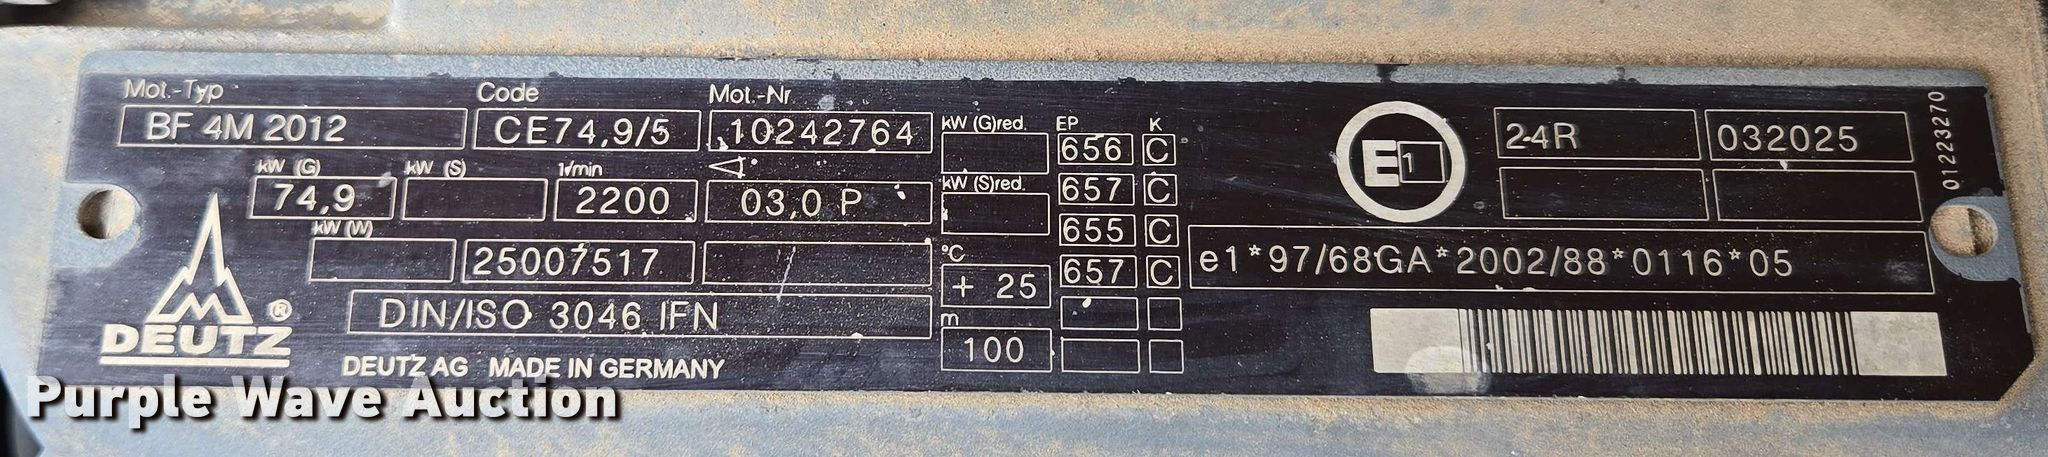 Mot.-Typ Code Mot.-Nr
BF 4M 2012 CE74,9/5 10242764
kW (G) kW (S) 1/min
74,9 2200 03,0 P
kW (W)
25007517
DIN/ISO 3046 IFN
DEUTZ®
DEUTZ AG MADE IN GERMANY
kW (G)red.
kW (S)red.
°C
+ 25
m
100
EP K
656 C
657 C
655 C
657 C
E1
24R 032025
e1*97/68GA*2002/88*0116*05
01223270
Purple Wave Auction